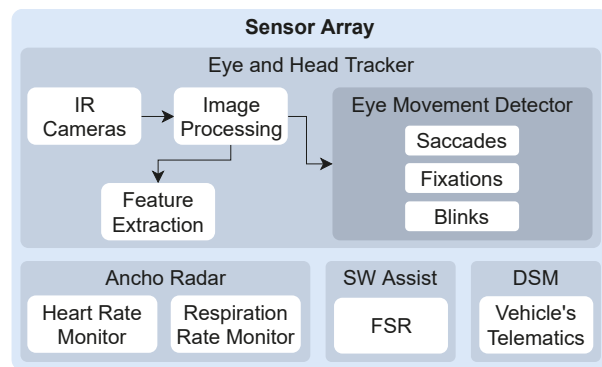 Sensor Array
Eye and Head Tracker
IR
Cameras
Image
Processing
Feature
Extraction
Eye Movement Detector
Saccades
Fixations
Blinks
Ancho Radar
Heart Rate
Monitor
Respiration
Rate Monitor
SW Assist
FSR
DSM
Vehicle's
Telematics